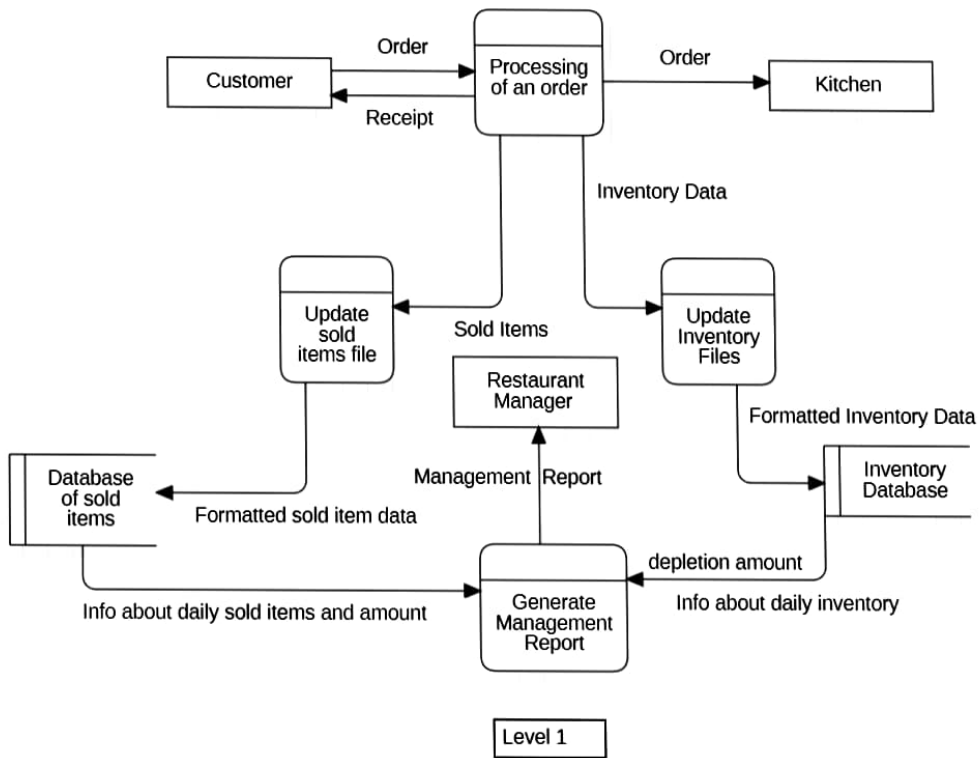 Order
Customer
Receipt
Processing
of an order
Order
Kitchen
Inventory Data
Update
sold
items file
Sold Items
Update
Inventory
Files
Restaurant
Manager
Formatted Inventory Data
Management Report
Database
of sold
items
Inventory
Database
Formatted sold item data
depletion amount
Info about daily sold items and amount
Info about daily inventory
Generate
Management
Report
Level 1